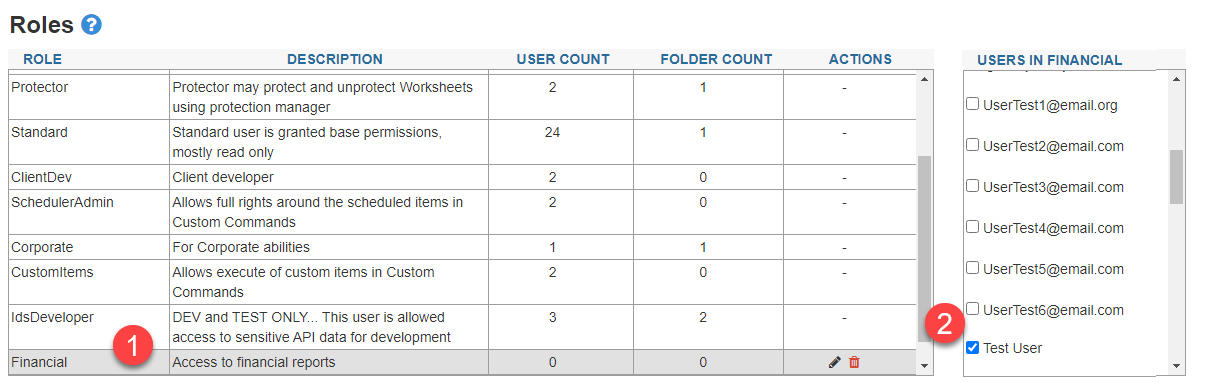 Roles ?
ROLE DESCRIPTION USER COUNT FOLDER COUNT ACTIONS
Protector Protector may protect and unprotect Worksheets 2 1 -
using protection manager
Standard Standard user is granted base permissions, 24 1 -
mostly read only
ClientDev Client developer 2 0 -
SchedulerAdmin Allows full rights around the scheduled items in 2 0 -
Custom Commands
Corporate For Corporate abilities 1 1 -
CustomItems Allows execute of custom items in Custom 2 0 -
Commands
IdsDeveloper DEV and TEST ONLY... This user is allowed 3 2 -
access to sensitive API data for development
1
Financial Access to financial reports 0 0
USERS IN FINANCIAL
UserTest1@email.org
UserTest2@email.com
UserTest3@email.com
UserTest4@email.com
UserTest5@email.com
UserTest6@email.com
2
Test User